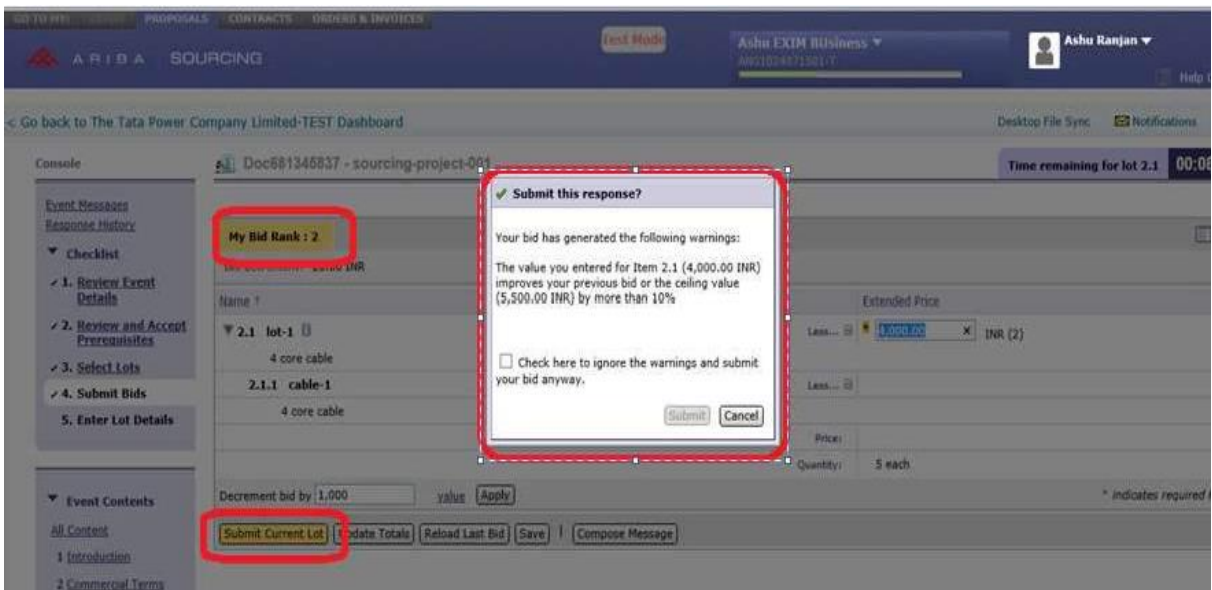 GO TO
PROPOSALS CONTRACTS ORDERS & INVOICES
ARIBA SOURCING
Test Mode
Ashu EXIM BUsiness
Ashu Ranjan
Help
< Go back to The Tata Power Company Limited-TEST Dashboard
Desktop File Sync Notifications
Console
Doc681346837 - sourcing-project-001
Time remaining for lot 2.1 00:08
Event Messages
Response History
Checklist
1. Review Event
Details
2. Review and Accept
Prerequisites
3. Select Lots
4. Submit Bids
5. Enter Lot Details
Event Contents
All Content
1 Introduction
2 Commercial Terms
My Bid Rank : 2
INR
Name ↑
Extended Price
2.1 lot-1
Less...
4,000.00 X INR (2)
4 core cable
2.1.1 cable-1
Less...
4 core cable
Price:
Quantity: 5 each
Submit this response?
Your bid has generated the following warnings:
The value you entered for Item 2.1 (4,000.00 INR)
improves your previous bid or the ceiling value
(5,500.00 INR) by more than 10%
Check here to ignore the warnings and submit
your bid anyway.
Submit Cancel
Decrement bid by 1,000 value Apply
* indicates required
Submit Current Lot Update Totals Reload Last Bid Save | Compose Message